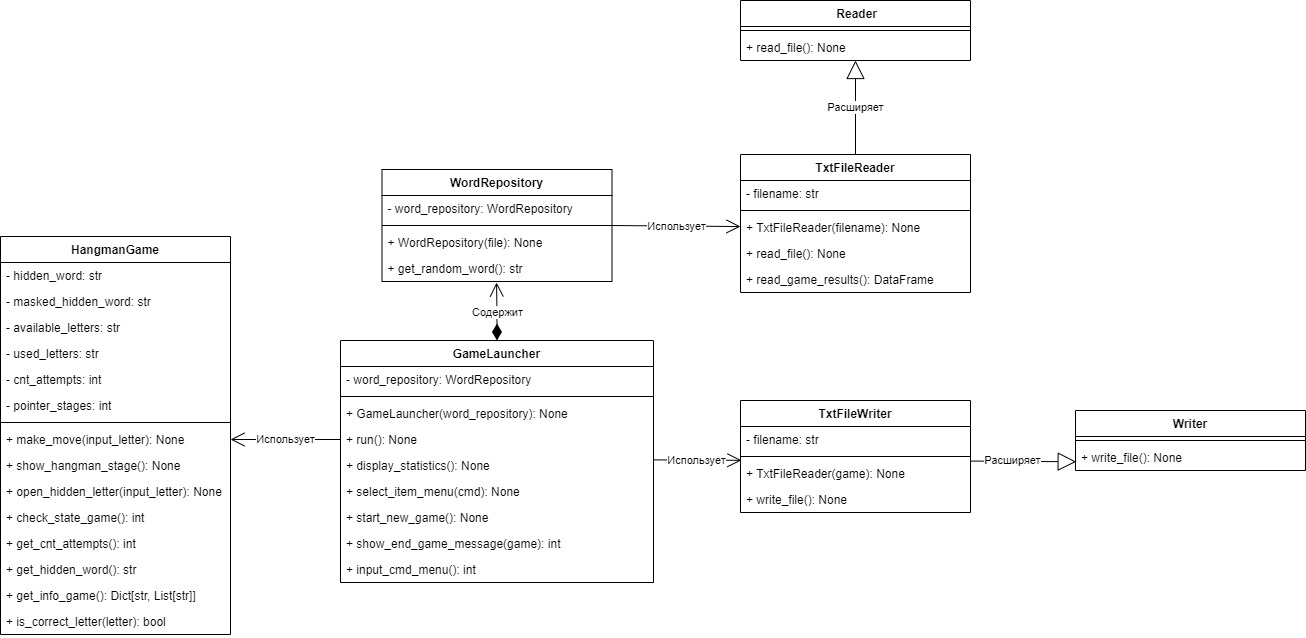 Reader
+ read_file(): None
Расширяет
TxtFileReader
- filename: str
+ TxtFileReader(filename): None
+ read_file(): None
+ read_game_results(): DataFrame
WordRepository
- word_repository: WordRepository
+ WordRepository(file): None
+ get_random_word(): str
Использует
Содержит
HangmanGame
- hidden_word: str
- masked_hidden_word: str
- available_letters: str
- used_letters: str
- cnt_attempts: int
- pointer_stages: int
+ make_move(input_letter): None
+ show_hangman_stage(): None
+ open_hidden_letter(input_letter): None
+ check_state_game(): int
+ get_cnt_attempts(): int
+ get_hidden_word(): str
+ get_info_game(): Dict[str, List[str]]
+ is_correct_letter(letter): bool
Использует
GameLauncher
- word_repository: WordRepository
+ GameLauncher(word_repository): None
+ run(): None
+ display_statistics(): None
+ select_item_menu(cmd): None
+ start_new_game(): None
+ show_end_game_message(game): int
+ input_cmd_menu(): int
Использует
TxtFileWriter
- filename: str
+ TxtFileReader(game): None
+ write_file(): None
Расширяет
Writer
+ write_file(): None